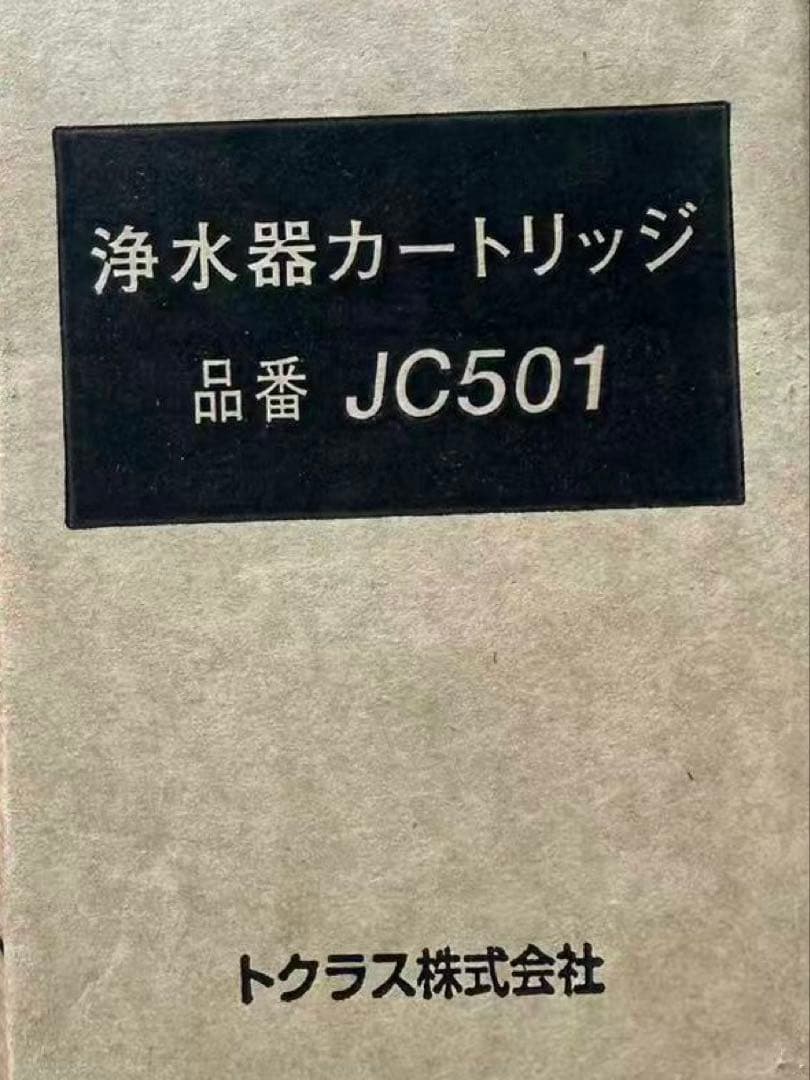 浄水器カートリッジ
品番 JC501
トクラス株式会社